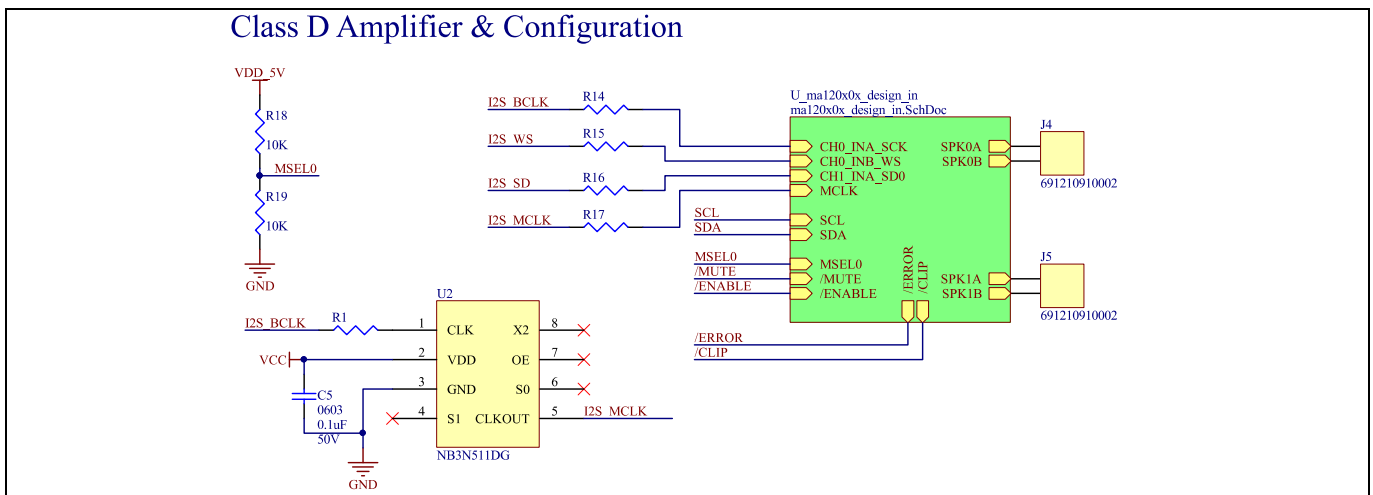 Class D Amplifier & Configuration
VDD_5V
R18
10K
MSEL0
R19
10K
GND
I2S_BCLK
R14
I2S_WS
R15
I2S_SD
R16
I2S_MCLK
R17
U_ma120x0x_design_in
ma120x0x_design_in.SchDoc
CH0_INA_SCK
CH0_INB_WS
CH1_INA_SD0
MCLK
SCL
SCL
SDA
SDA
MSEL0
MSEL0
/MUTE
/MUTE
/ENABLE
/ENABLE
/ERROR
/CLIP
SPK0A
SPK0B
SPK1A
SPK1B
J4
691210910002
J5
691210910002
/ERROR
/CLIP
U2
I2S_BCLK
R1
1 CLK X2 8
VCC
2 VDD OE 7
3 GND S0 6
4 S1 CLKOUT 5
I2S_MCLK
C5
0603
0.1uF
50V
NB3N511DG
GND